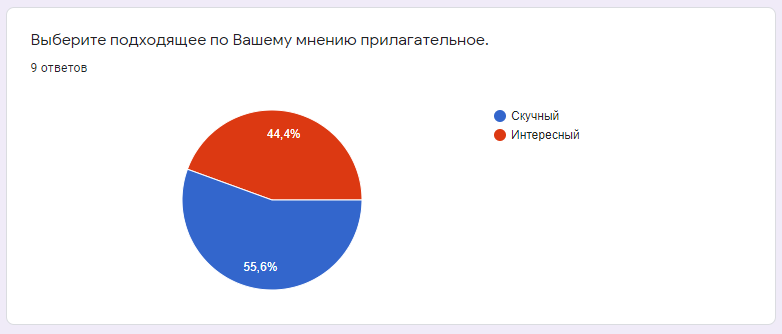 Выберите подходящее по Вашему мнению прилагательное.
9 ответов
Скучный
Интересный
44,4%
55,6%